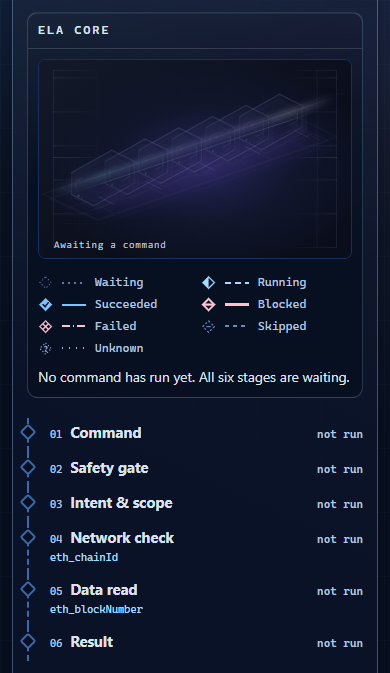 ELA CORE
Awaiting a command
Waiting
Running
Succeeded
Blocked
Failed
Skipped
Unknown
No command has run yet. All six stages are waiting.
01 Command not run
02 Safety gate not run
03 Intent & scope not run
04 Network check not run
eth_chainId
05 Data read not run
eth_blockNumber
06 Result not run